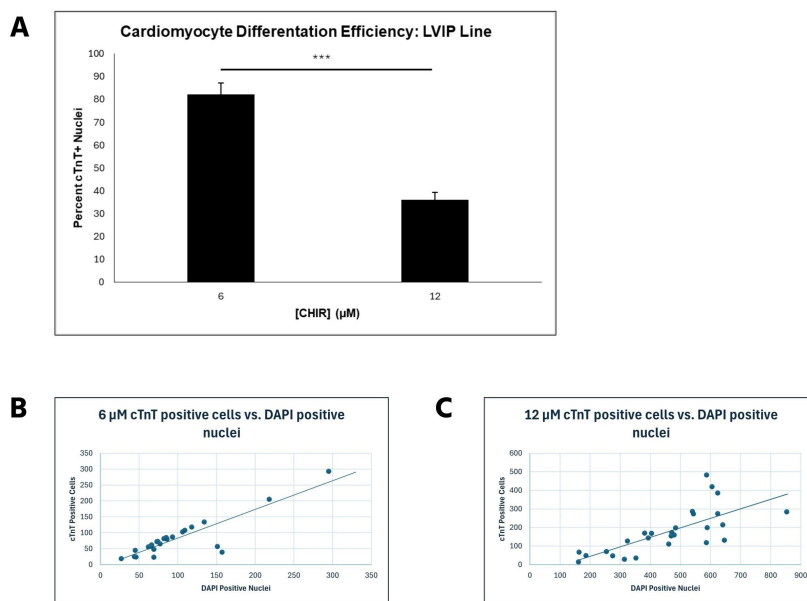 A
Cardiomyocyte Differentation Efficiency: LVIP Line
***
100
90
80
70
60
50
40
30
20
10
0
Percent cTnT+ Nuclei
6
12
[CHIR] (µM)
B
6 µM cTnT positive cells vs. DAPI positive
nuclei
350
300
250
200
150
100
50
0
cTnT Positive Cells
0 50 100 150 200 250 300 350
DAPI Positive Nuclei
C
12 µM cTnT positive cells vs. DAPI positive
nuclei
600
500
400
300
200
100
0
cTnT Positive Cells
0 100 200 300 400 500 600 700 800 900
DAPI Positive Nuclei